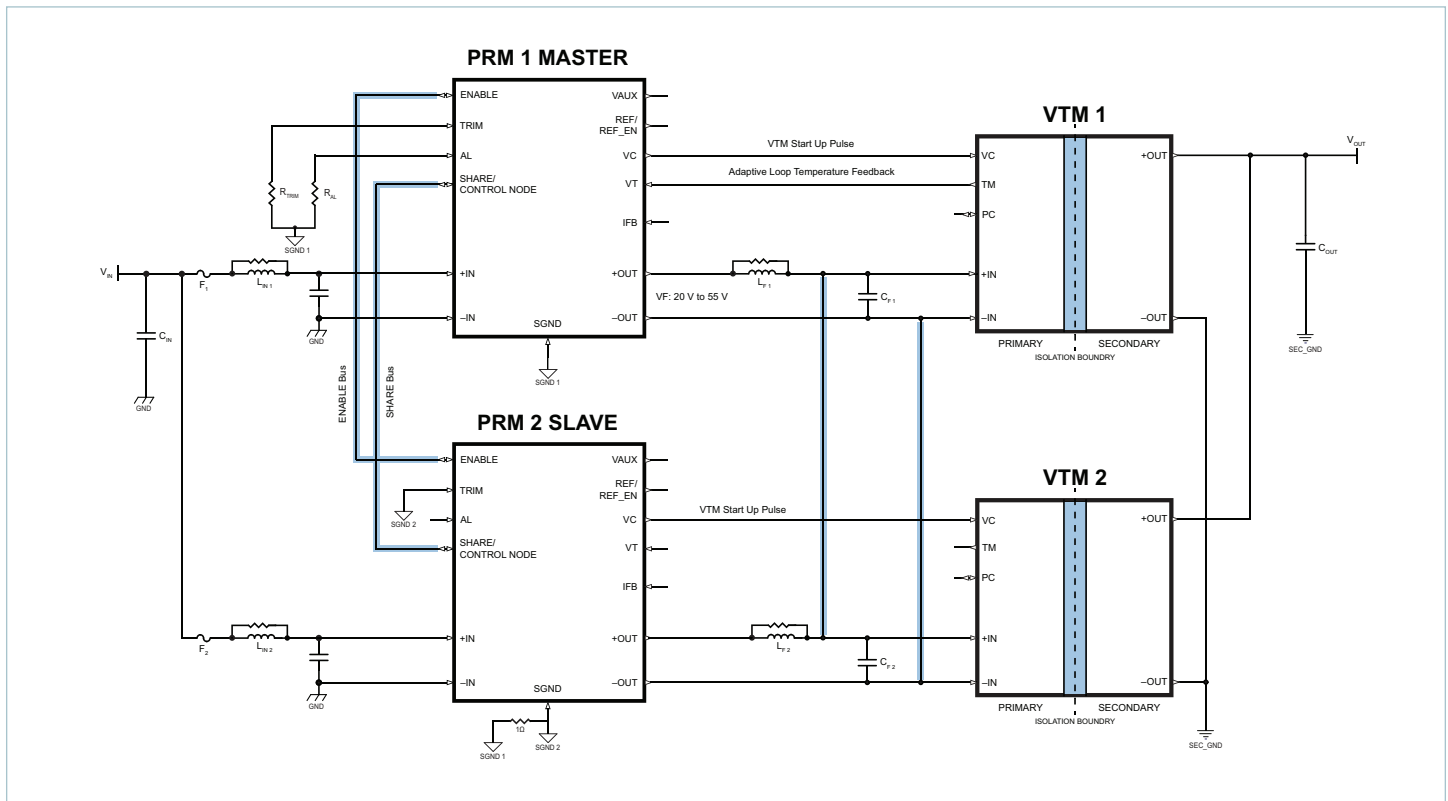 PRM 1 MASTER
ENABLE
TRIM
AL
SHARE/
CONTROL NODE
+IN
–IN
SGND
VAUX
REF/
REF_EN
VC
VT
IFB
+OUT
–OUT
SGND 1
R TRIM
R AL
SGND 1
V IN
F 1
L IN 1
C IN
GND
GND
ENABLE Bus
SHARE Bus
VTM Start Up Pulse
Adaptive Loop Temperature Feedback
L F 1
VF: 20 V to 55 V
C F 1
VTM 1
VC
TM
PC
+IN
–IN
+OUT
–OUT
PRIMARY
SECONDARY
ISOLATION BOUNDRY
V OUT
C OUT
SEC_GND
PRM 2 SLAVE
ENABLE
TRIM
AL
SHARE/
CONTROL NODE
+IN
–IN
SGND
VAUX
REF/
REF_EN
VC
VT
IFB
+OUT
–OUT
SGND 2
F 2
L IN 2
GND
1Ω
SGND 1
SGND 2
VTM Start Up Pulse
L F 2
C F 2
VTM 2
VC
TM
PC
+IN
–IN
+OUT
–OUT
PRIMARY
SECONDARY
ISOLATION BOUNDRY
SEC_GND